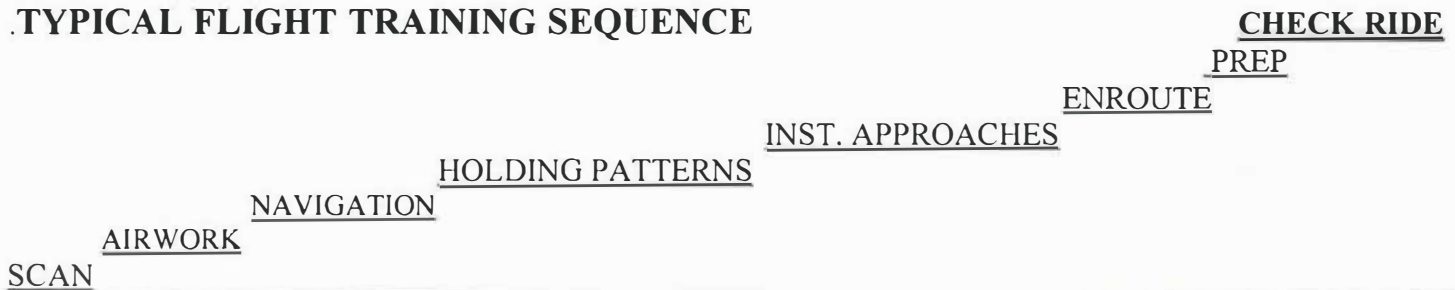 .TYPICAL FLIGHT TRAINING SEQUENCE
CHECK RIDE
PREP
ENROUTE
INST. APPROACHES
HOLDING PATTERNS
NAVIGATION
AIRWORK
SCAN